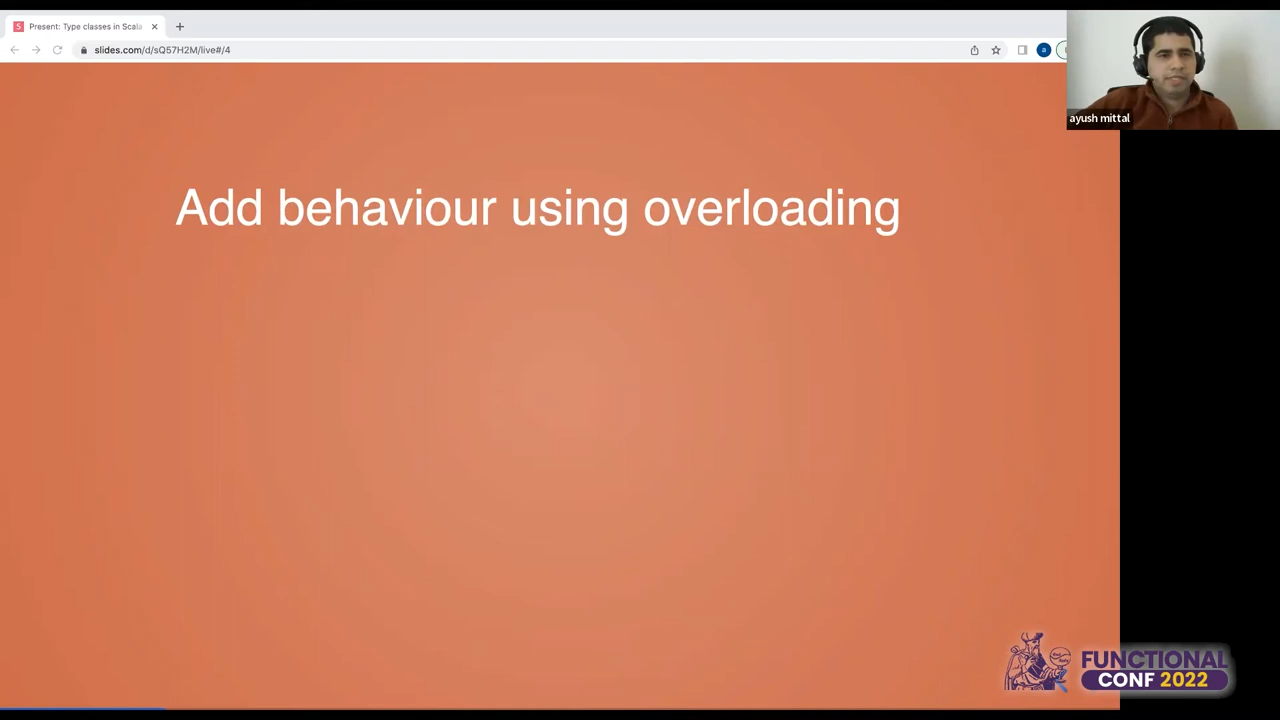 Present: Type classes in Scala
slides.com/d/sQ57H2M/live#/4
a
ayush mittal
Add behaviour using overloading
FUNCTIONAL
CONF 2022